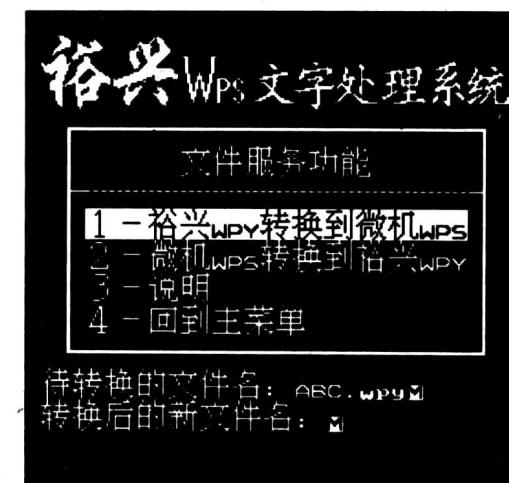 裕兴Wps文字处理系统
文件服务功能
1－裕兴WPY转换到微机WPS
2－微机WPS转换到裕兴WPY
3－说明
4－回到主菜单
待转换的文件名：ABC.wpy
转换后的新文件名：